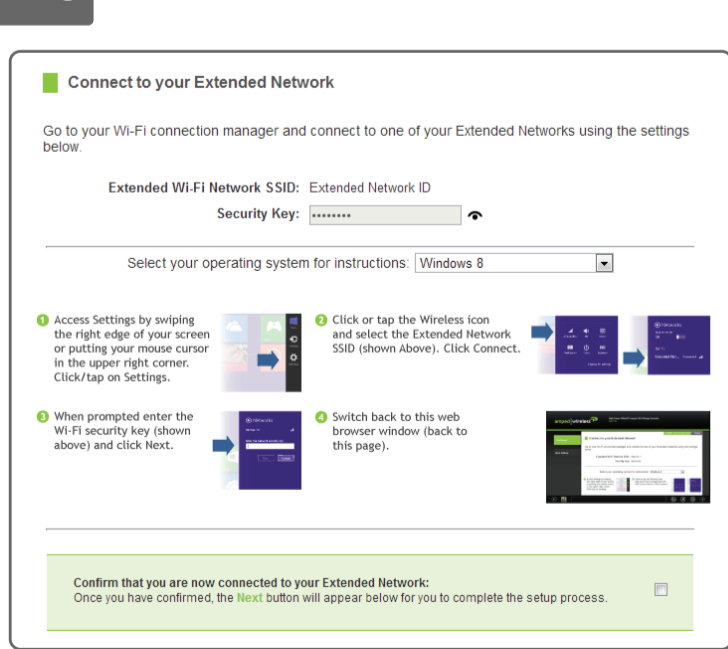 Connect to your Extended Network
Go to your Wi-Fi connection manager and connect to one of your Extended Networks using the settings
below.
Extended Wi-Fi Network SSID: Extended Network ID
Security Key: ••••••••
Select your operating system for instructions: Windows 8
1 Access Settings by swiping
the right edge of your screen
or putting your mouse cursor
in the upper right corner.
Click/tap on Settings.
2 Click or tap the Wireless icon
and select the Extended Network
SSID (shown Above). Click Connect.
3 When prompted enter the
Wi-Fi security key (shown
above) and click Next.
Networks
4 Switch back to this web
browser window (back to
this page).
Confirm that you are now connected to your Extended Network:
Once you have confirmed, the Next button will appear below for you to complete the setup process.